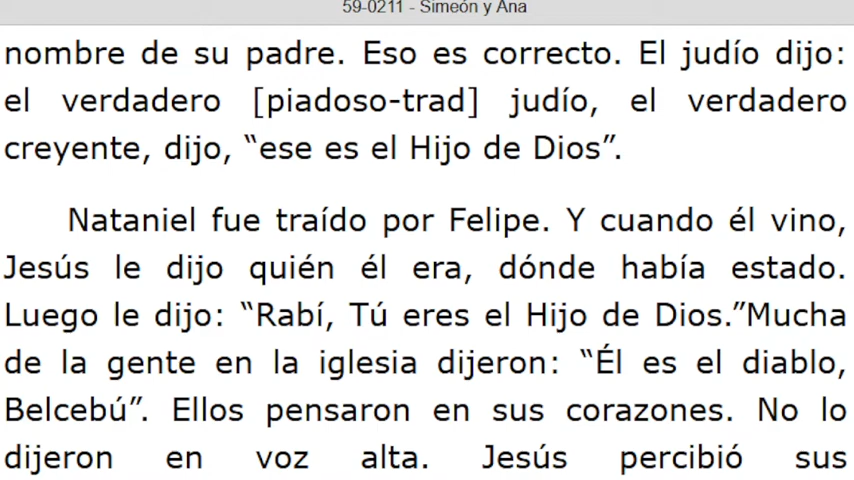 59-0211 - Simeón y Ana
nombre de su padre. Eso es correcto. El judío dijo:
el verdadero [piadoso-trad] judío, el verdadero
creyente, dijo, “ese es el Hijo de Dios”.
Nataniel fue traído por Felipe. Y cuando él vino,
Jesús le dijo quién él era, dónde había estado.
Luego le dijo: “Rabí, Tú eres el Hijo de Dios.”Mucha
de la gente en la iglesia dijeron: “Él es el diablo,
Belcebú”. Ellos pensaron en sus corazones. No lo
dijeron en voz alta. Jesús percibió sus